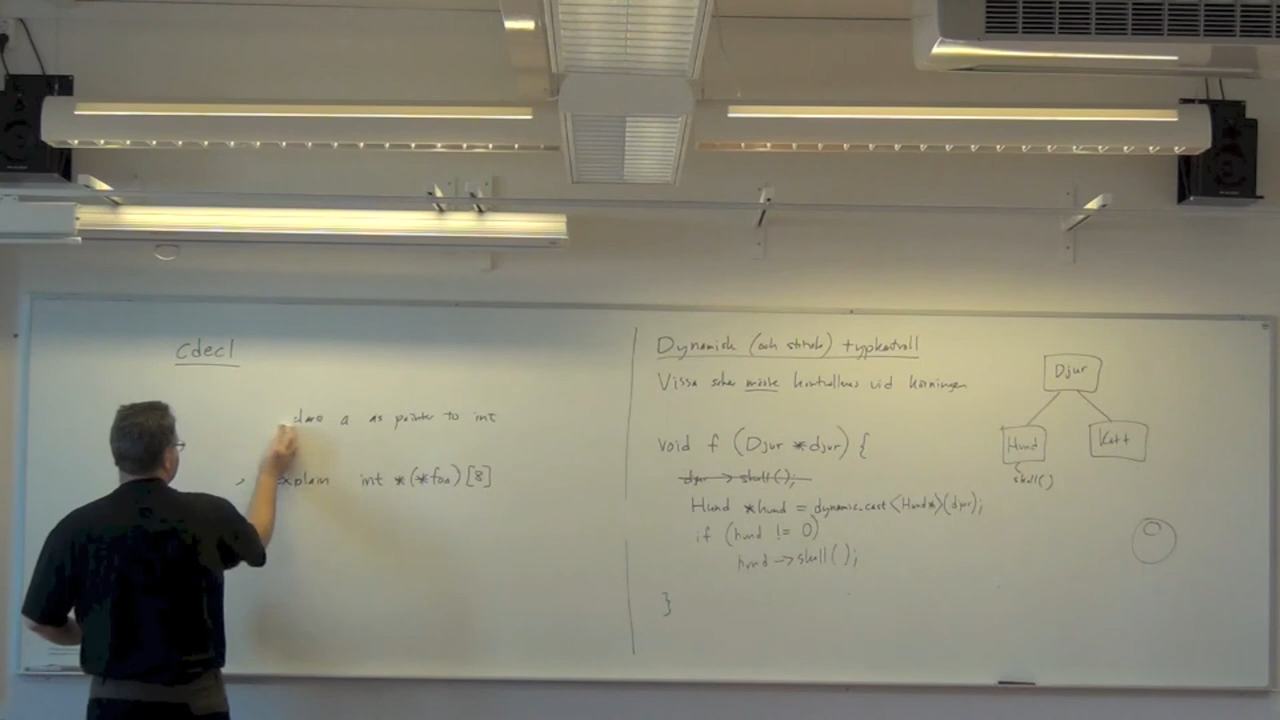 Cdecl
a as pointer to int
explain int *(*foo)[8]
Dynamisk (och statisk) typkontroll
Vissa saker måste kontrolleras vid körningen
void f (Djur *djur) {
djur->skall();
Hund *hund = dynamic_cast<Hund*>(djur);
if (hund != 0)
hund->skall();
}
Djur
Hund
Katt
skall()